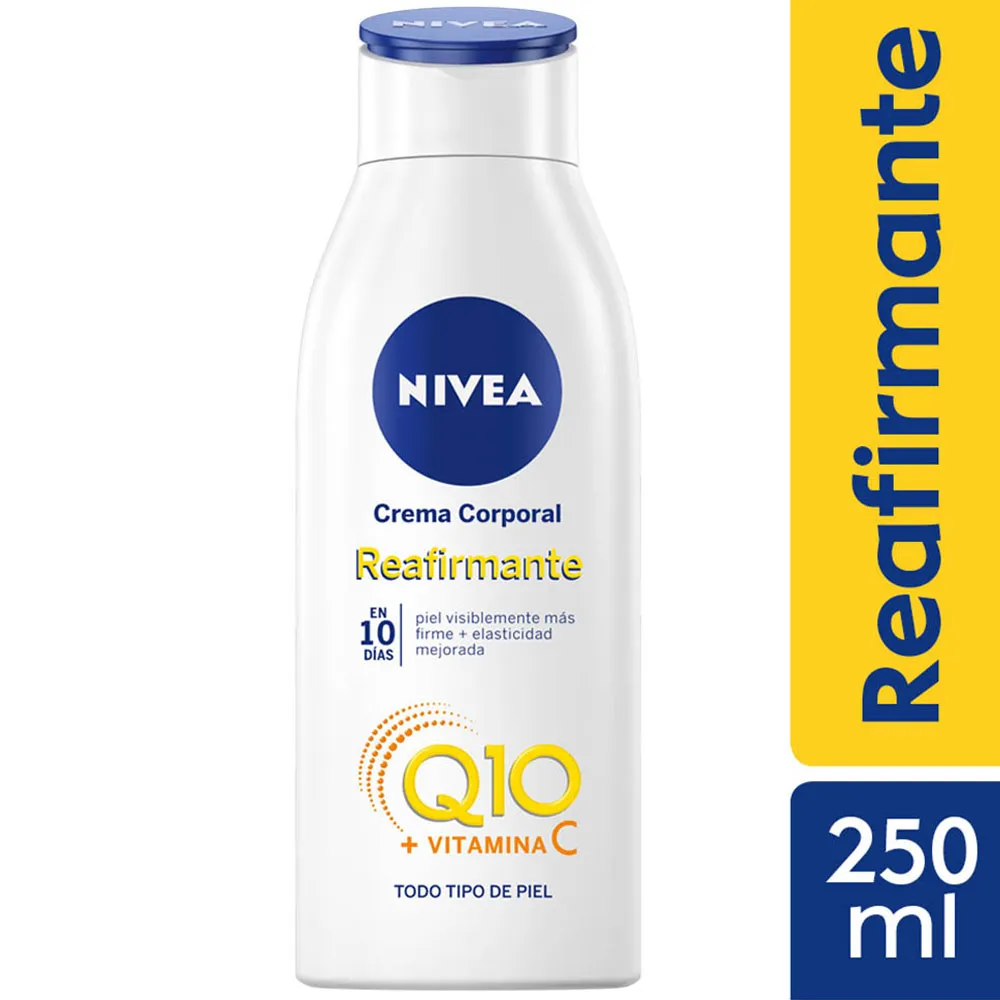 NIVEA
NIVEA
Crema Corporal
Reafirmante
EN
10
DÍAS
piel visiblemente más
firme + elasticidad
mejorada
Q10
+ VITAMINA C
TODO TIPO DE PIEL
Reafirmante
250
ml